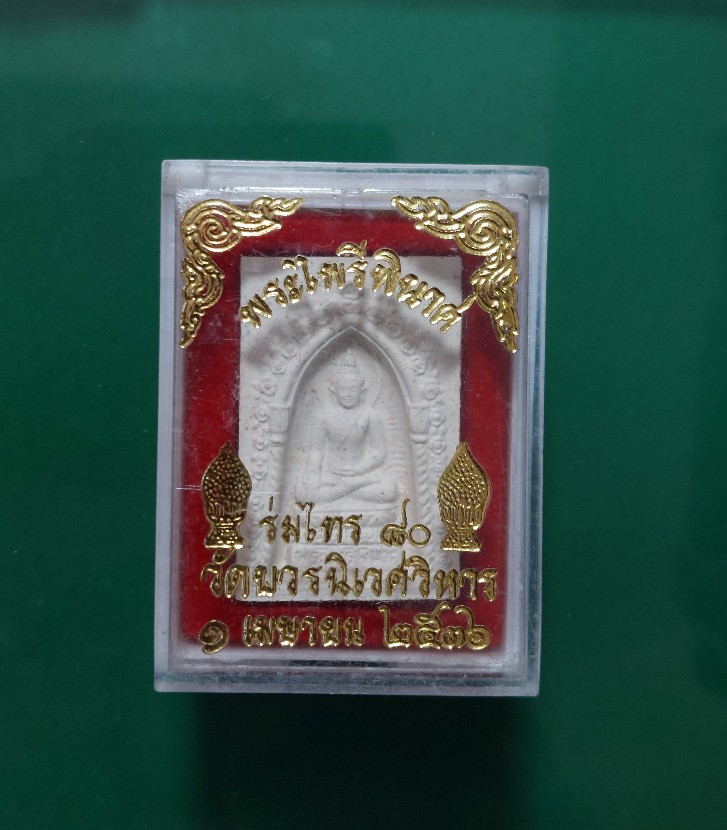 พระไพรีพินาศ
ร่มไทร ๘๐
วัดบวรนิเวศวิหาร
๑ เมษายน ๒๕๓๖